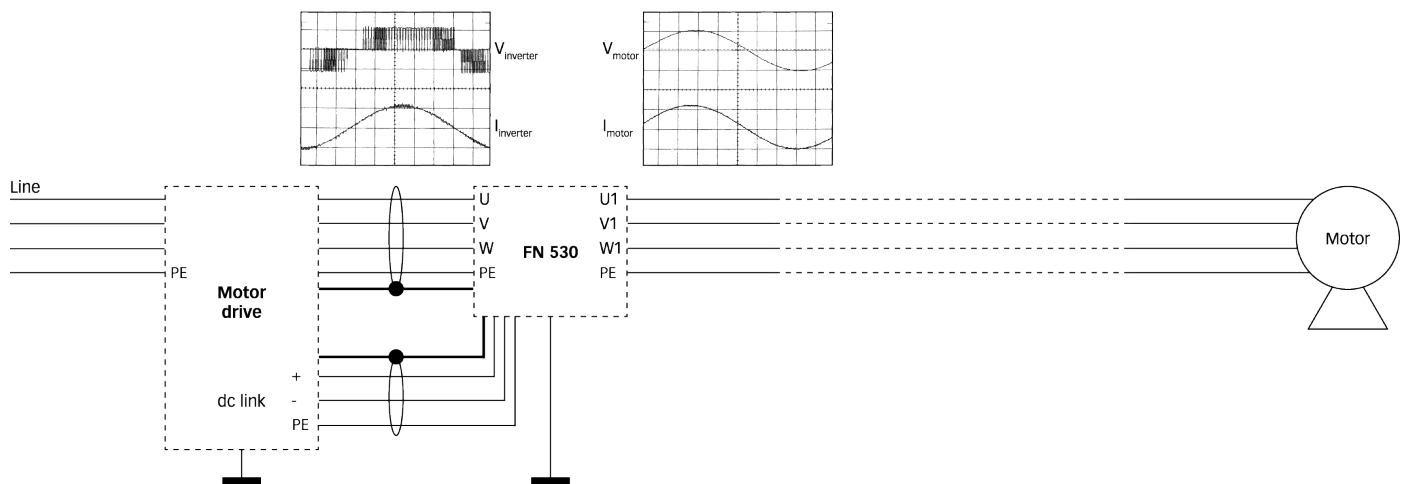 V inverter
I inverter
V motor
I motor
Line
PE
Motor
drive
+
dc link -
PE
U
V
W
PE
FN 530
U1
V1
W1
PE
Motor